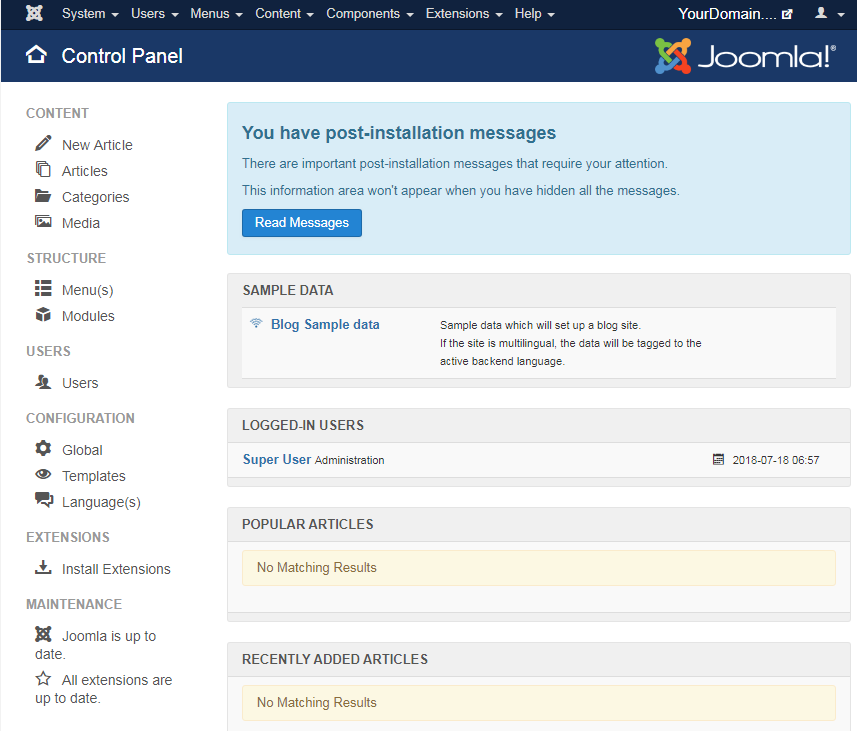 System Users Menus Content Components Extensions Help YourDomain....
Control Panel Joomla!®
CONTENT
New Article
Articles
Categories
Media
STRUCTURE
Menu(s)
Modules
USERS
Users
CONFIGURATION
Global
Templates
Language(s)
EXTENSIONS
Install Extensions
MAINTENANCE
Joomla is up to
date.
All extensions are
up to date.
You have post-installation messages
There are important post-installation messages that require your attention.
This information area won't appear when you have hidden all the messages.
Read Messages
SAMPLE DATA
Blog Sample data
Sample data which will set up a blog site.
If the site is multilingual, the data will be tagged to the
active backend language.
LOGGED-IN USERS
Super User Administration 2018-07-18 06:57
POPULAR ARTICLES
No Matching Results
RECENTLY ADDED ARTICLES
No Matching Results